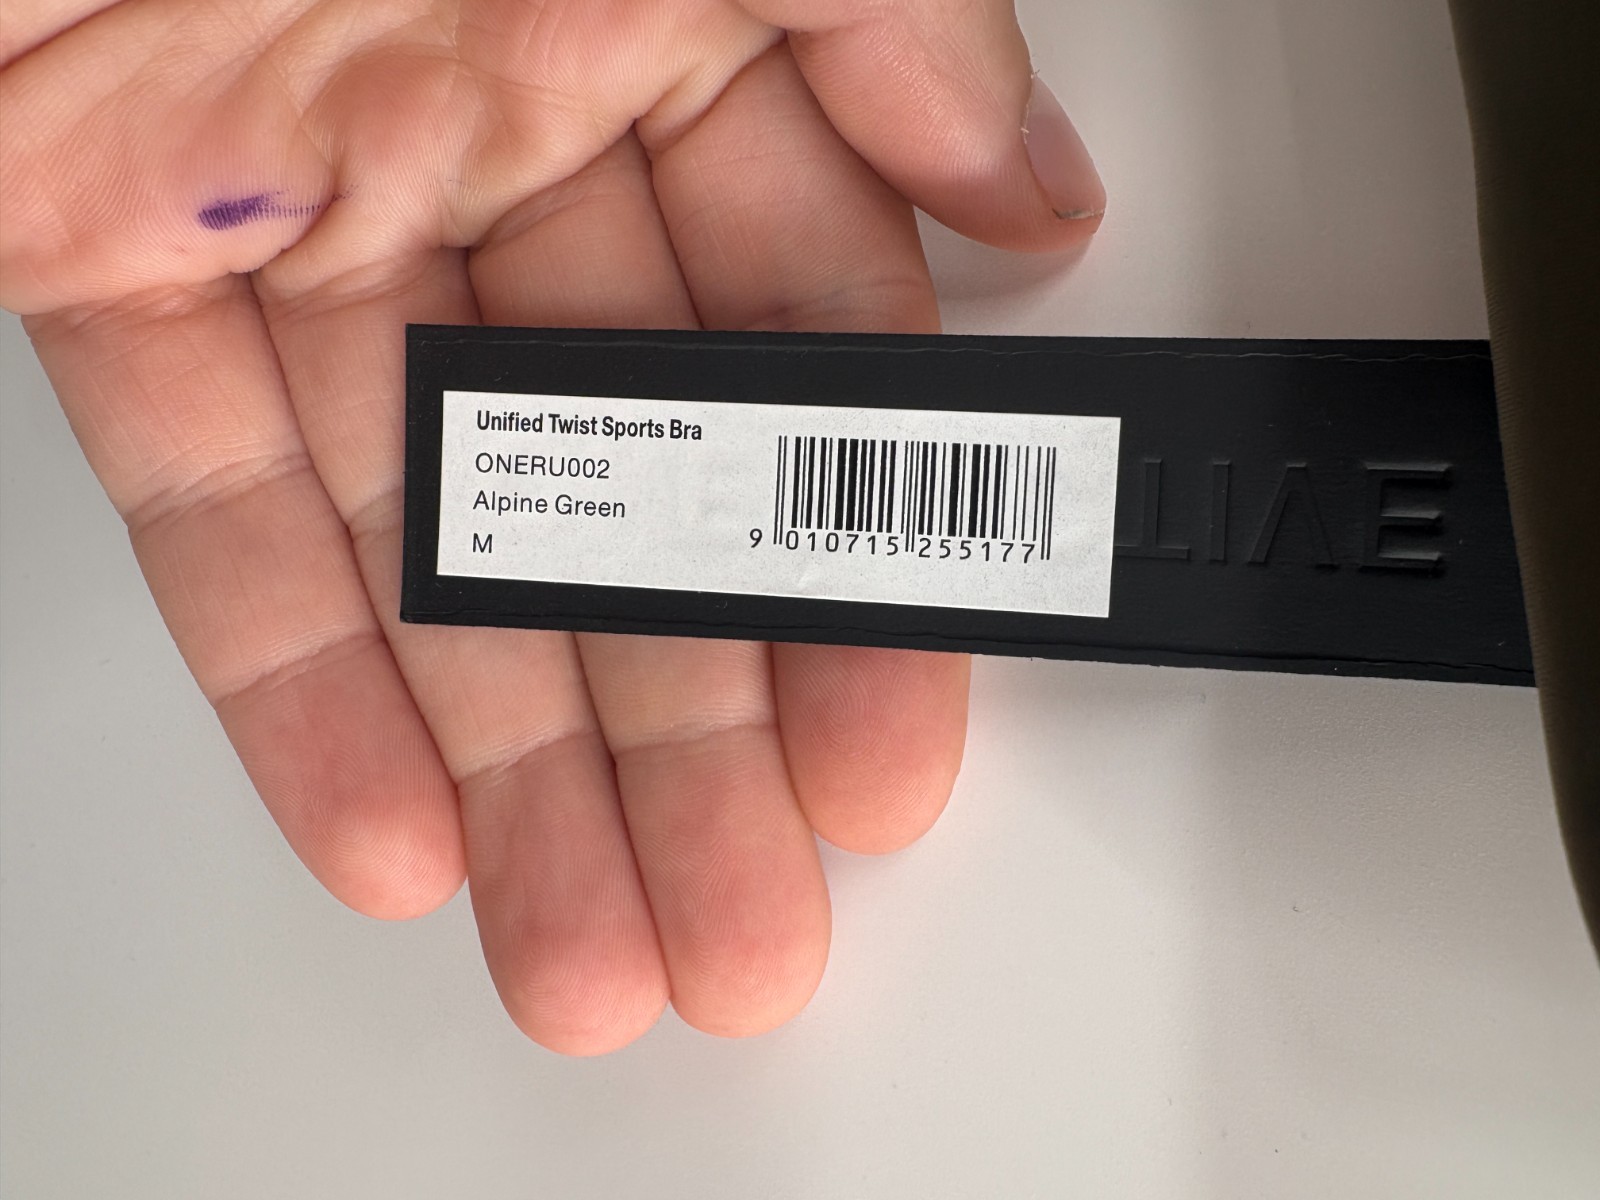 Unified Twist Sports Bra
ONERU002
Alpine Green
M
9 010715 255177